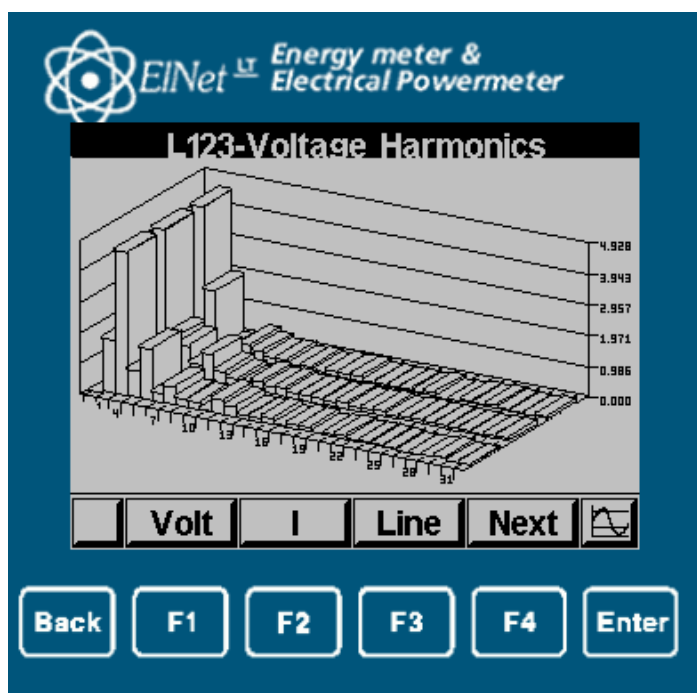 ElNet LT Energy meter &
Electrical Powermeter
L123-Voltage Harmonics
4.928
3.943
2.957
1.971
0.986
0.000
1 4 7 10 13 16 19 22 25 28 31
Volt I Line Next
Back F1 F2 F3 F4 Enter